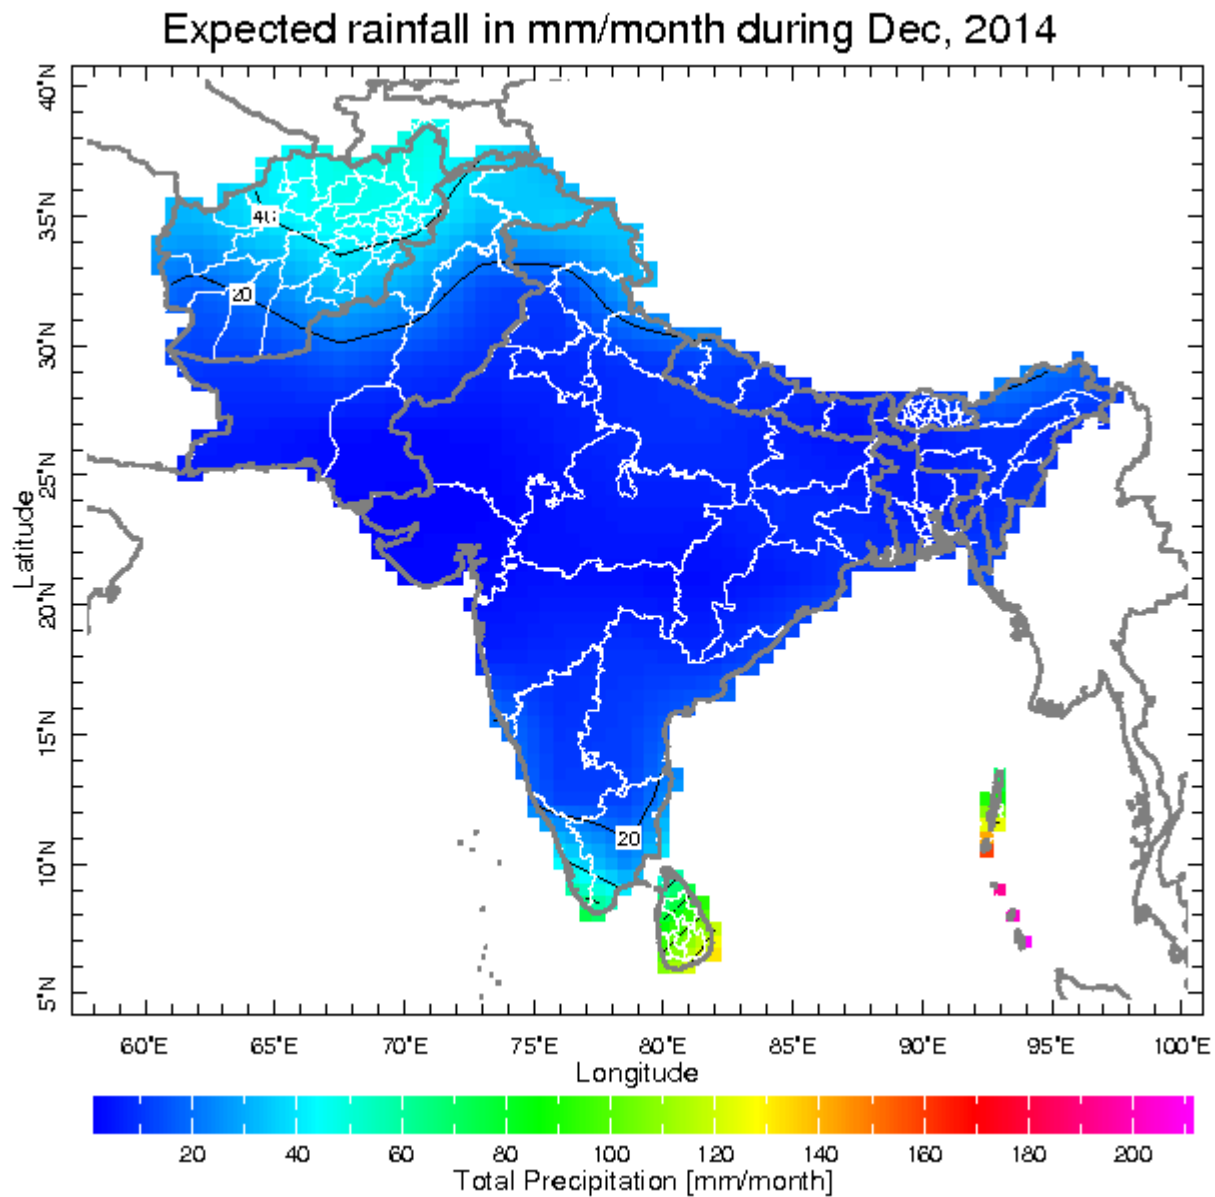 Expected rainfall in mm/month during Dec, 2014
40°N
35°N
30°N
25°N
20°N
15°N
10°N
5°N
Latitude
20
20
60°E 65°E 70°E 75°E 80°E 85°E 90°E 95°E 100°E
Longitude
20 40 60 80 100 120 140 160 180 200
Total Precipitation [mm/month]